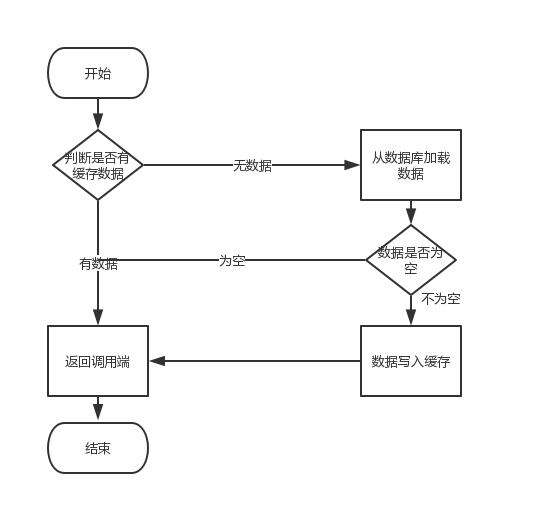 开始
判断是否有
缓存数据
无数据
从数据库加载
数据
数据是否为
空
为空
有数据
不为空
返回调用端
数据写入缓存
结束